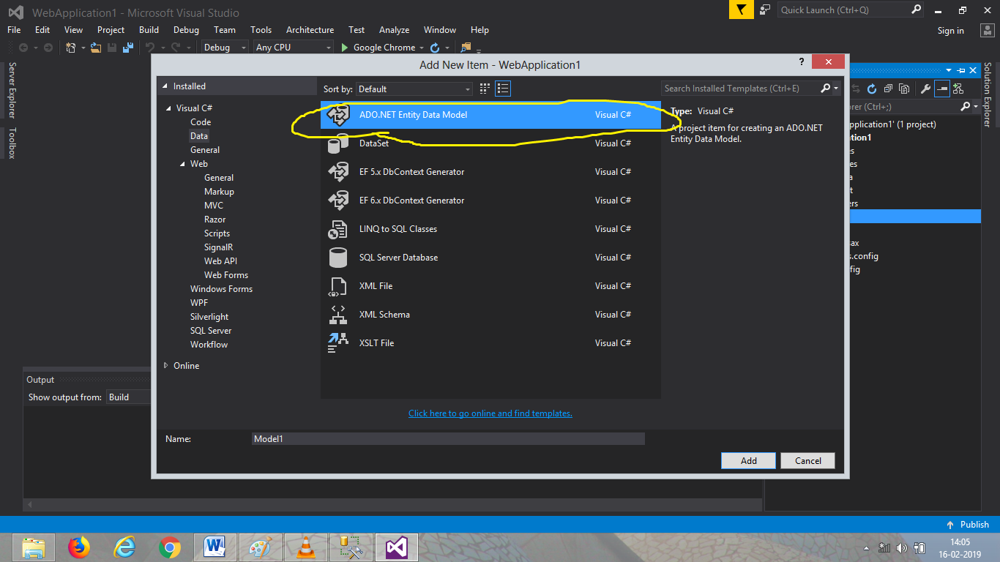 WebApplication1 - Microsoft Visual Studio
Quick Launch (Ctrl+Q)
File Edit View Project Build Debug Team Tools Architecture Test Analyze Window Help
Sign in
Debug Any CPU Google Chrome
Server Explorer
Toolbox
Add New Item - WebApplication1
?
Installed
Sort by: Default
Search Installed Templates (Ctrl+E)
Visual C#
Code
Data
General
Web
General
Markup
MVC
Razor
Scripts
SignalR
Web API
Web Forms
Windows Forms
WPF
Silverlight
SQL Server
Workflow
Online
ADO.NET Entity Data Model Visual C#
DataSet Visual C#
EF 5.x DbContext Generator Visual C#
EF 6.x DbContext Generator Visual C#
LINQ to SQL Classes Visual C#
SQL Server Database Visual C#
XML File Visual C#
XML Schema Visual C#
XSLT File Visual C#
Type: Visual C#
A project item for creating an ADO.NET
Entity Data Model.
Click here to go online and find templates.
Name: Model1
Add Cancel
Solution Explorer
orer (Ctrl+;)
pplication1' (1 project)
ation1
es
es
a
t
ers
sax
s.config
fig
Output
Show output from: Build
Publish
14:05
16-02-2019